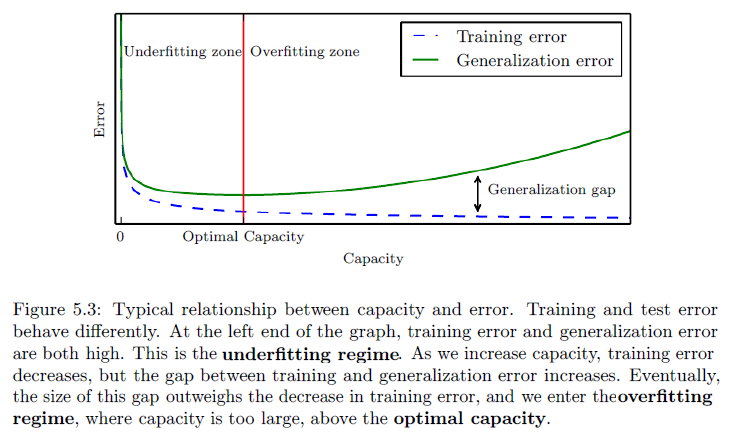 Underfitting zone Overfitting zone
Training error
Generalization error
Error
Generalization gap
0 Optimal Capacity
Capacity
Figure 5.3: Typical relationship between capacity and error. Training and test error
behave differently. At the left end of the graph, training error and generalization error
are both high. This is the underfitting regime. As we increase capacity, training error
decreases, but the gap between training and generalization error increases. Eventually,
the size of this gap outweighs the decrease in training error, and we enter theoverfitting
regime, where capacity is too large, above the optimal capacity.